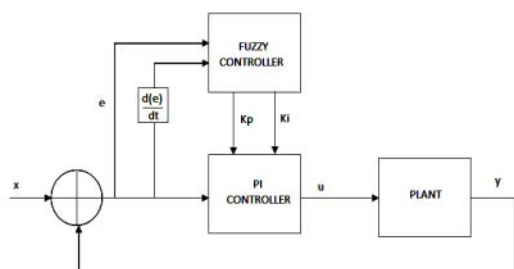 FUZZY
CONTROLLER
e
d(e)
dt
Kp
Ki
x
PI
CONTROLLER
u
PLANT
y